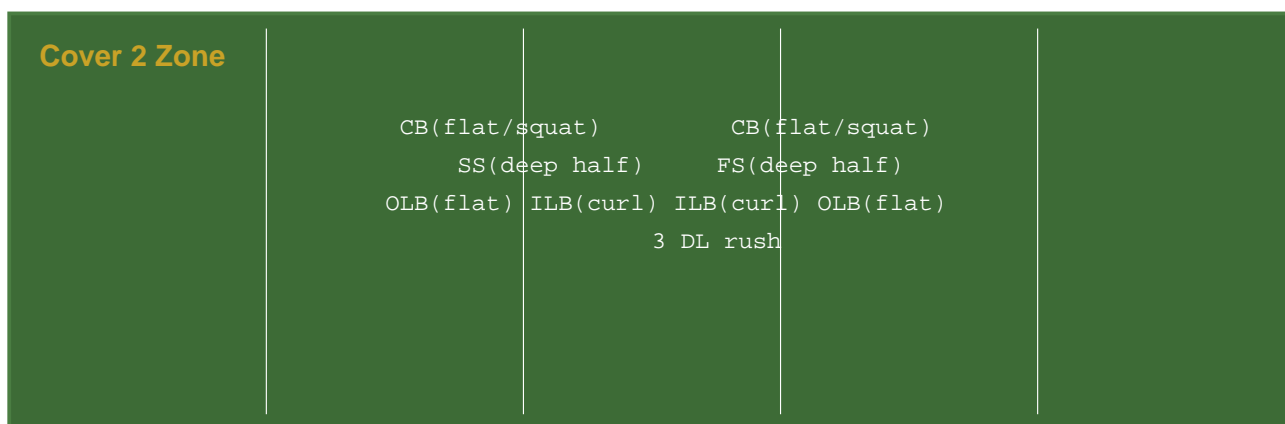 Cover 2 Zone
CB(flat/squat) CB(flat/squat)
SS(deep half) FS(deep half)
OLB(flat) ILB(curl) ILB(curl) OLB(flat)
3 DL rush